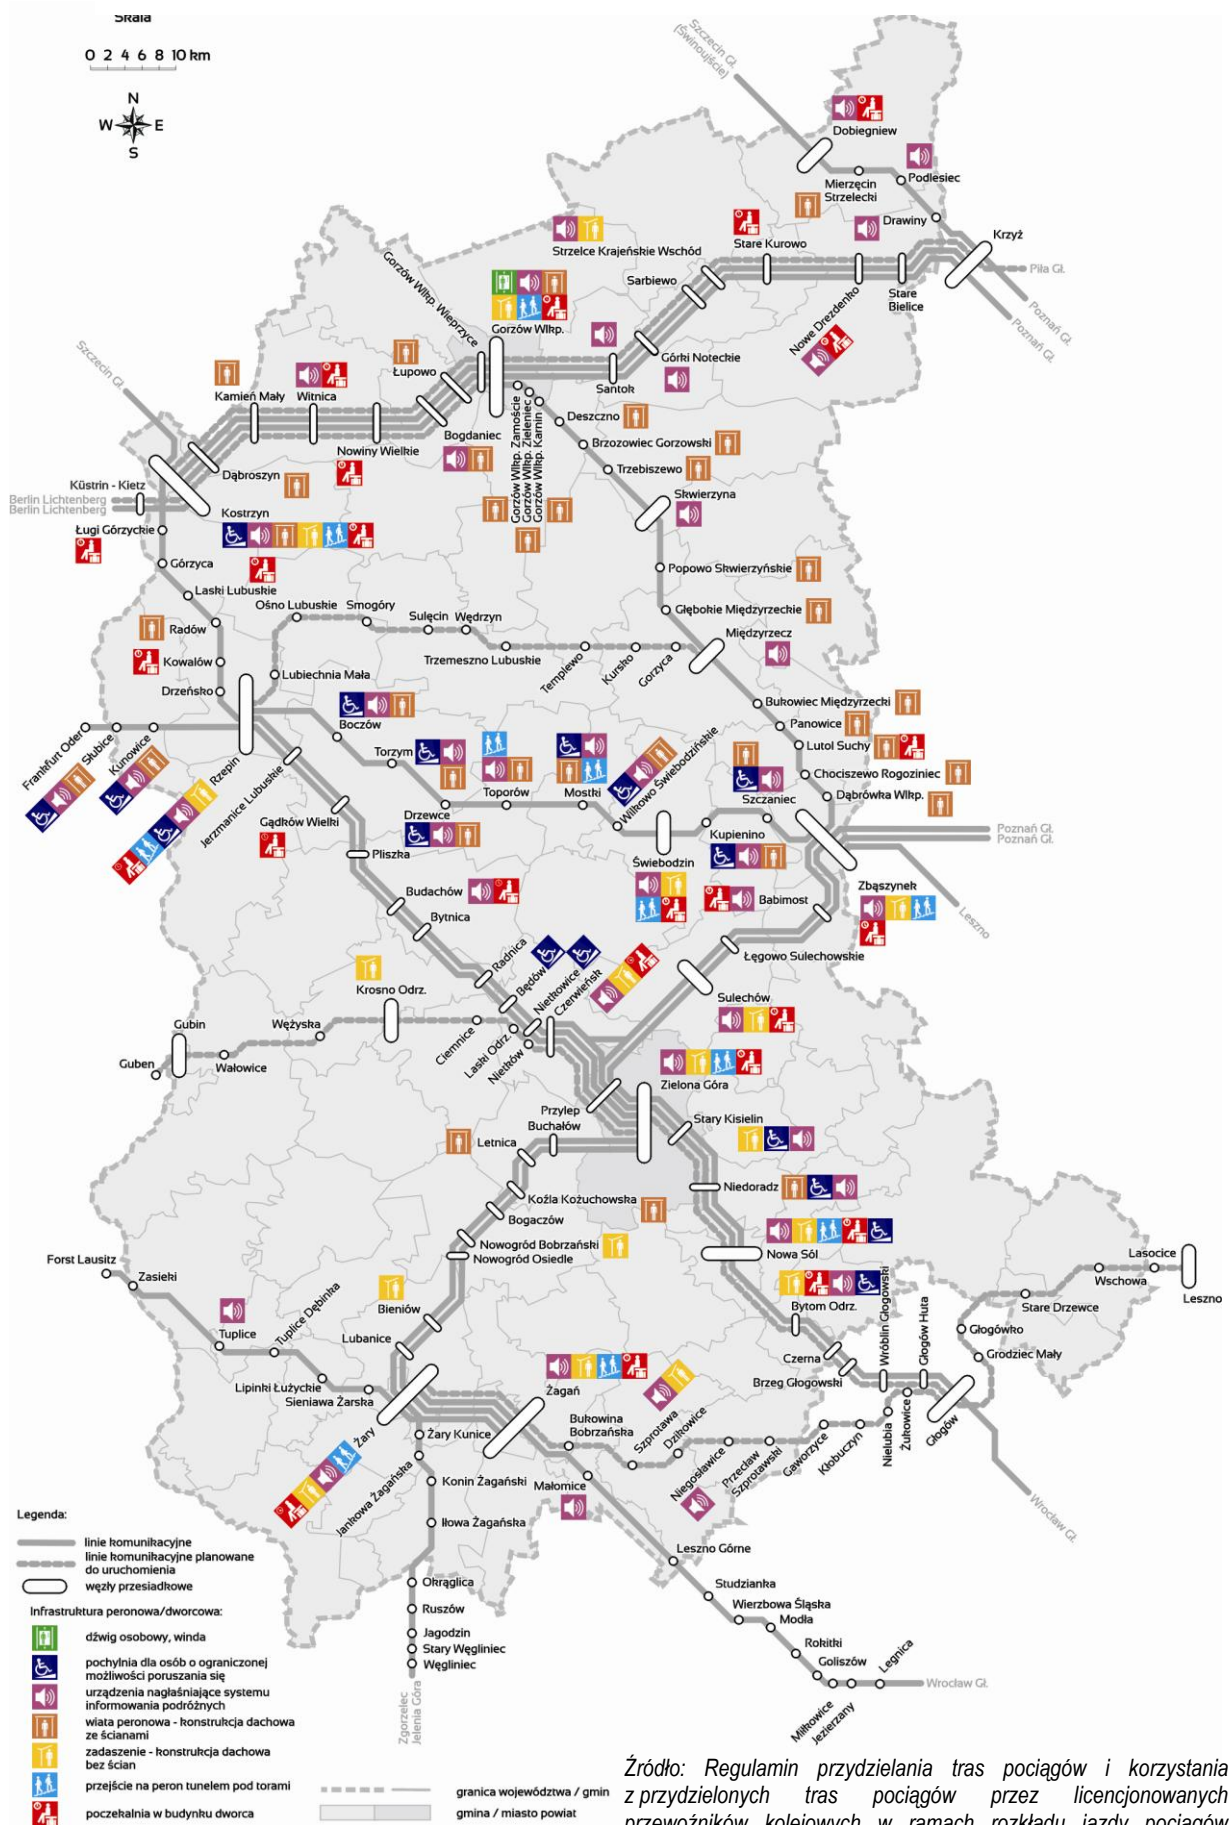 Skala
0 2 4 6 8 10 km
N
W E
S
Szczecin Gł.
(Świnoujście)
Dobiegniew
Podlesiec
Mierzęcin
Strzelecki
Drawiny
Krzyż
Strzelce Krajeńskie Wschód
Stare Kurowo
Piła Gł.
Sarbiewo
Stare
Bielice
Poznań Gł.
Poznań Gł.
Gorzów Wlkp. Wieprzyce
Gorzów Wlkp.
Nowe Drezdenko
Górki Noteckie
Santok
Szczecin Gł.
Łupowo
Kamień Mały
Witnica
Deszczno
Bogdaniec
Nowiny Wielkie
Gorzów Wlkp. Zamoście
Gorzów Wlkp. Zieleniec
Gorzów Wlkp. Karnin
Brzozowiec Gorzowski
Trzebiszewo
Dąbroszyn
Küstrin - Kietz
Berlin Lichtenberg
Berlin Lichtenberg
Skwierzyna
Kostrzyn
Ługi Górzyckie
Górzyca
Popowo Skwierzyńskie
Laski Lubuskie
Ośno Lubuskie
Smogóry
Sulęcin
Wędrzyn
Głębokie Międzyrzeckie
Radów
Międzyrzecz
Kowalów
Trzemeszno Lubuskie
Templewo
Kursko
Gorzyca
Lubiechnia Mała
Drzeńsko
Bukowiec Międzyrzecki
Panowice
Boczów
Lutol Suchy
Frankfurt Oder
Słubice
Kunowice
Rzepin
Jerzmanice Lubuskie
Torzym
Toporów
Mostki
Wilkowo Świebodzińskie
Szczaniec
Chociszewo Rogoziniec
Dąbrówka Wlkp.
Gądków Wielki
Drzewce
Kupienino
Poznań Gł.
Poznań Gł.
Pliszka
Świebodzin
Zbąszynek
Budachów
Babimost
Leszno
Bytnica
Łęgowo Sulechowskie
Radnica
Będów
Nietkowice
Czerwieńsk
Krosno Odrz.
Sulechów
Gubin
Wężyska
Ciemnice
Laski Odrz.
Nietków
Guben
Wałowice
Zielona Góra
Przylep
Buchałów
Stary Kisielin
Letnica
Niedoradz
Koźla Kożuchowska
Bogaczów
Nowogród Bobrzański
Nowogród Osiedle
Nowa Sól
Forst Lausitz
Zasieki
Lasocice
Wschowa
Leszno
Bieniów
Bytom Odrz.
Stare Drzewce
Tuplice
Tuplice Dębinka
Lubanice
Wróblin Głogowski
Głogów Huta
Głogówko
Czerna
Grodziec Mały
Brzeg Głogowski
Lipinki Łużyckie
Sieniawa Żarska
Żagań
Bukowina
Bobrzańska
Szprotawa
Dzikowice
Niegosławice
Przecław
Szprotawski
Gaworzyce
Kłobuczyn
Nielubia
Żukowice
Głogów
Żary
Żary Kunice
Jankowa Żagańska
Konin Żagański
Małomice
Wrocław Gł.
Iłowa Żagańska
Leszno Górne
Okrąglica
Ruszów
Jagodzin
Stary Węgliniec
Węgliniec
Zgorzelec
Jelenia Góra
Studzianka
Wierzbowa Śląska
Modła
Rokitki
Goliszów
Legnica
Wrocław Gł.
Miłkowice
Jezierzany
Legenda:
linie komunikacyjne
linie komunikacyjne planowane
do uruchomienia
węzły przesiadkowe
Infrastruktura peronowa/dworcowa:
dźwig osobowy, winda
pochylnia dla osób o ograniczonej
możliwości poruszania się
urządzenia nagłaśniające systemu
informowania podróżnych
wiata peronowa - konstrukcja dachowa
ze ścianami
zadaszenie - konstrukcja dachowa
bez ścian
przejście na peron tunelem pod torami
poczekalnia w budynku dworca
granica województwa / gmin
gmina / miasto powiat
Źródło: Regulamin przydzielania tras pociągów i korzystania
z przydzielonych tras pociągów przez licencjonowanych
przewoźników kolejowych w ramach rozkładu jazdy pociągów